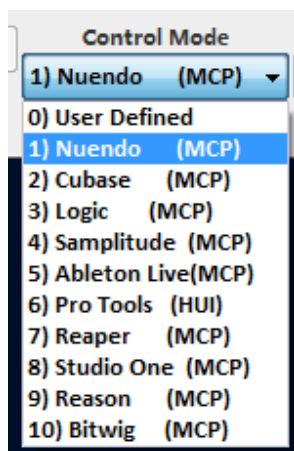 Control Mode
1) Nuendo (MCP)
0) User Defined
1) Nuendo (MCP)
2) Cubase (MCP)
3) Logic (MCP)
4) Samplitude (MCP)
5) Ableton Live(MCP)
6) Pro Tools (HUI)
7) Reaper (MCP)
8) Studio One (MCP)
9) Reason (MCP)
10) Bitwig (MCP)